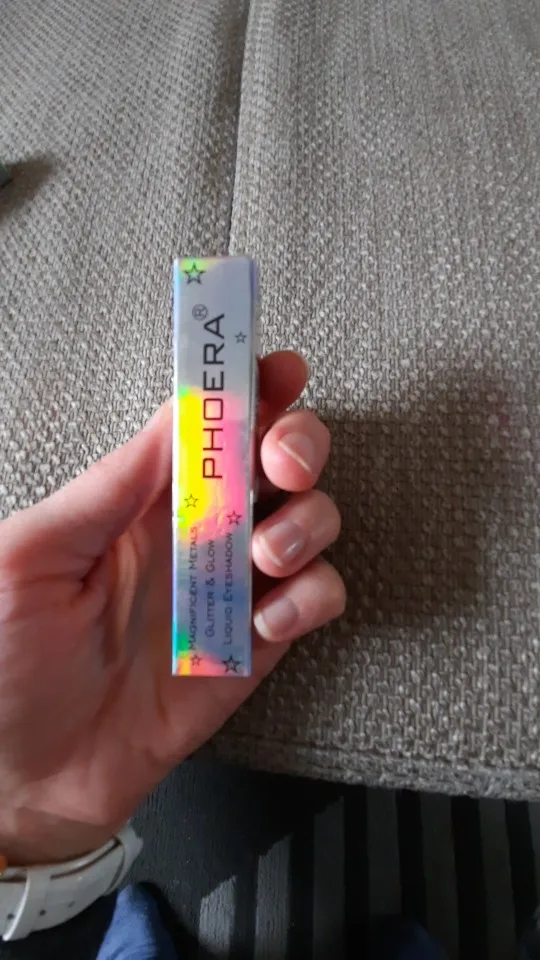 PHOERA®
MAGNIFICENT METALS
GLITTER & GLOW
LIQUID EYESHADOW